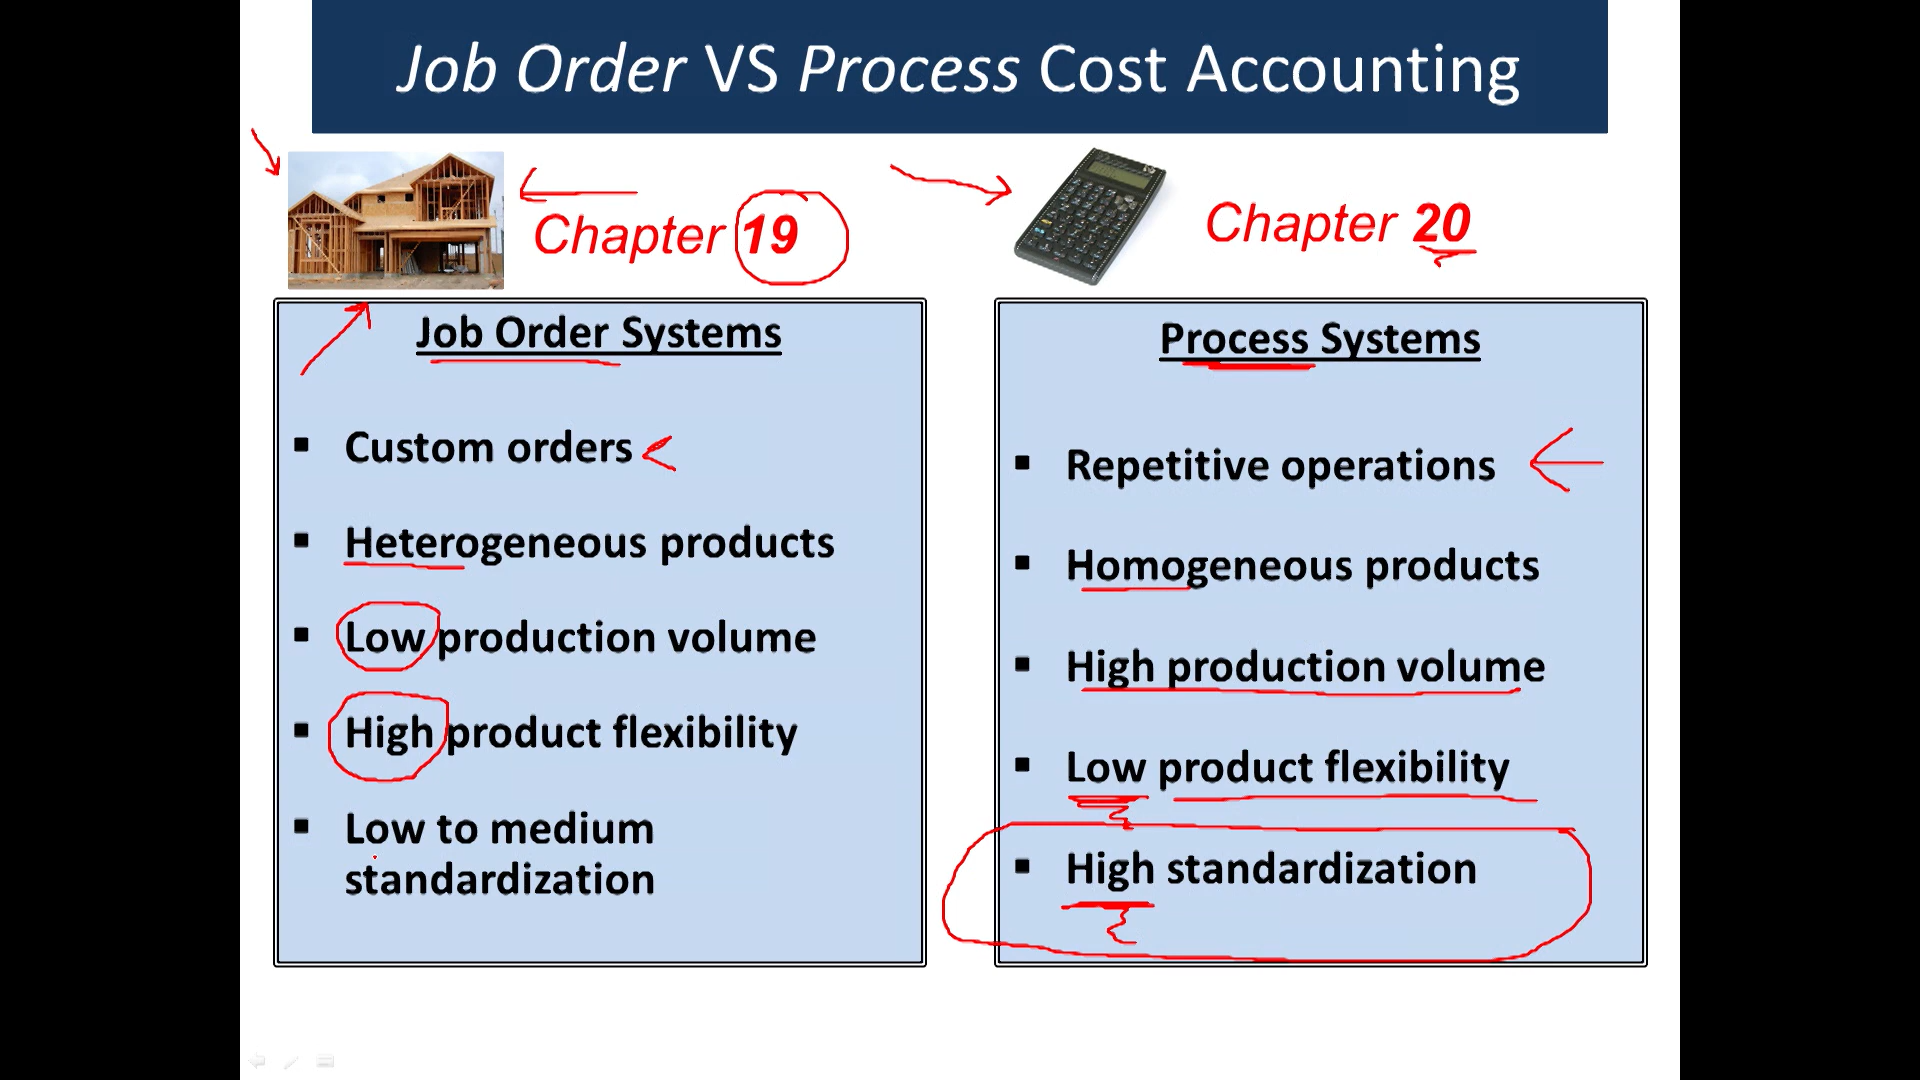 Job Order VS Process Cost Accounting
Chapter 19
Chapter 20
Job Order Systems
▪ Custom orders
▪ Heterogeneous products
▪ Low production volume
▪ High product flexibility
▪ Low to medium
standardization
Process Systems
▪ Repetitive operations
▪ Homogeneous products
▪ High production volume
▪ Low product flexibility
▪ High standardization